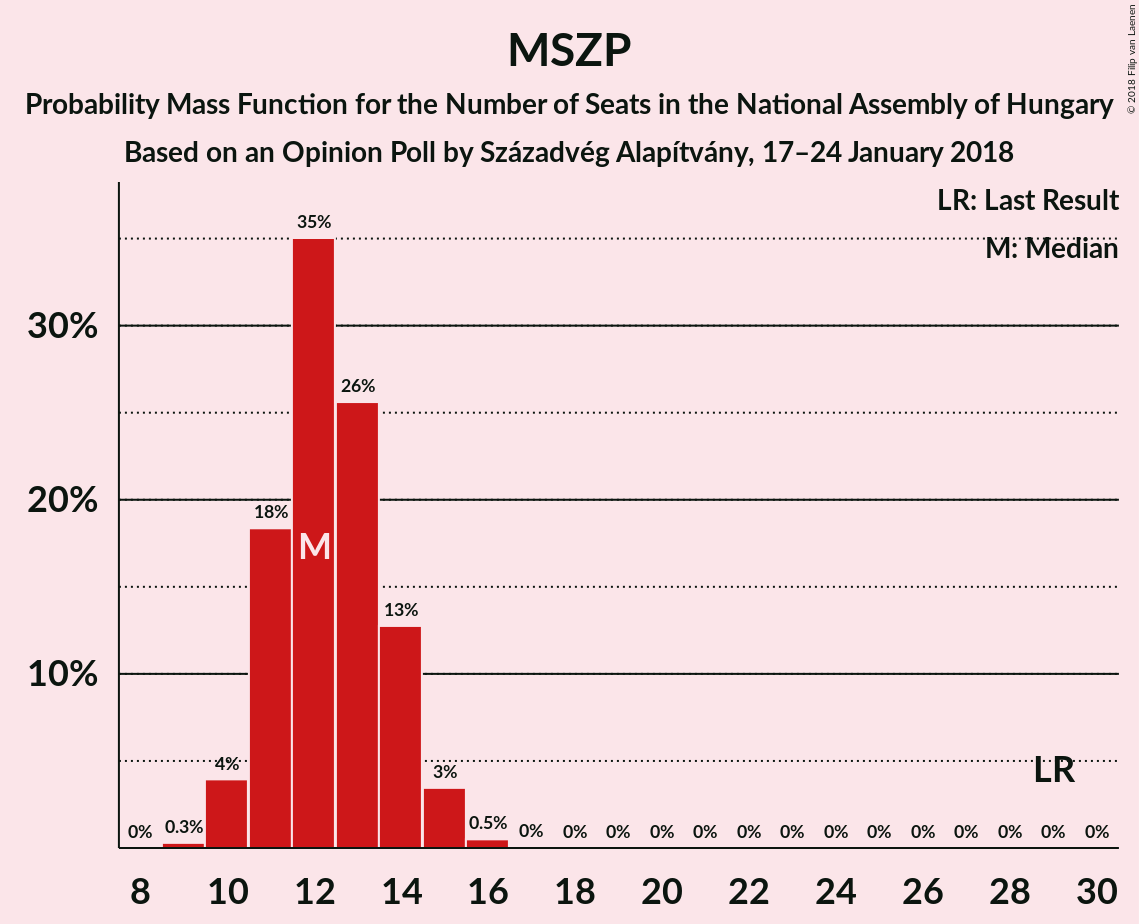 MSZP
Probability Mass Function for the Number of Seats in the National Assembly of Hungary
Based on an Opinion Poll by Századvég Alapítvány, 17–24 January 2018
© 2018 Filip van Laenen
LR: Last Result
M: Median
30%
20%
10%
0%
0.3%
4%
18%
35%
M
26%
13%
3%
0.5%
0%
0%
0%
0%
0%
0%
0%
0%
0%
0%
0%
0%
0%
0%
LR
8 10 12 14 16 18 20 22 24 26 28 30